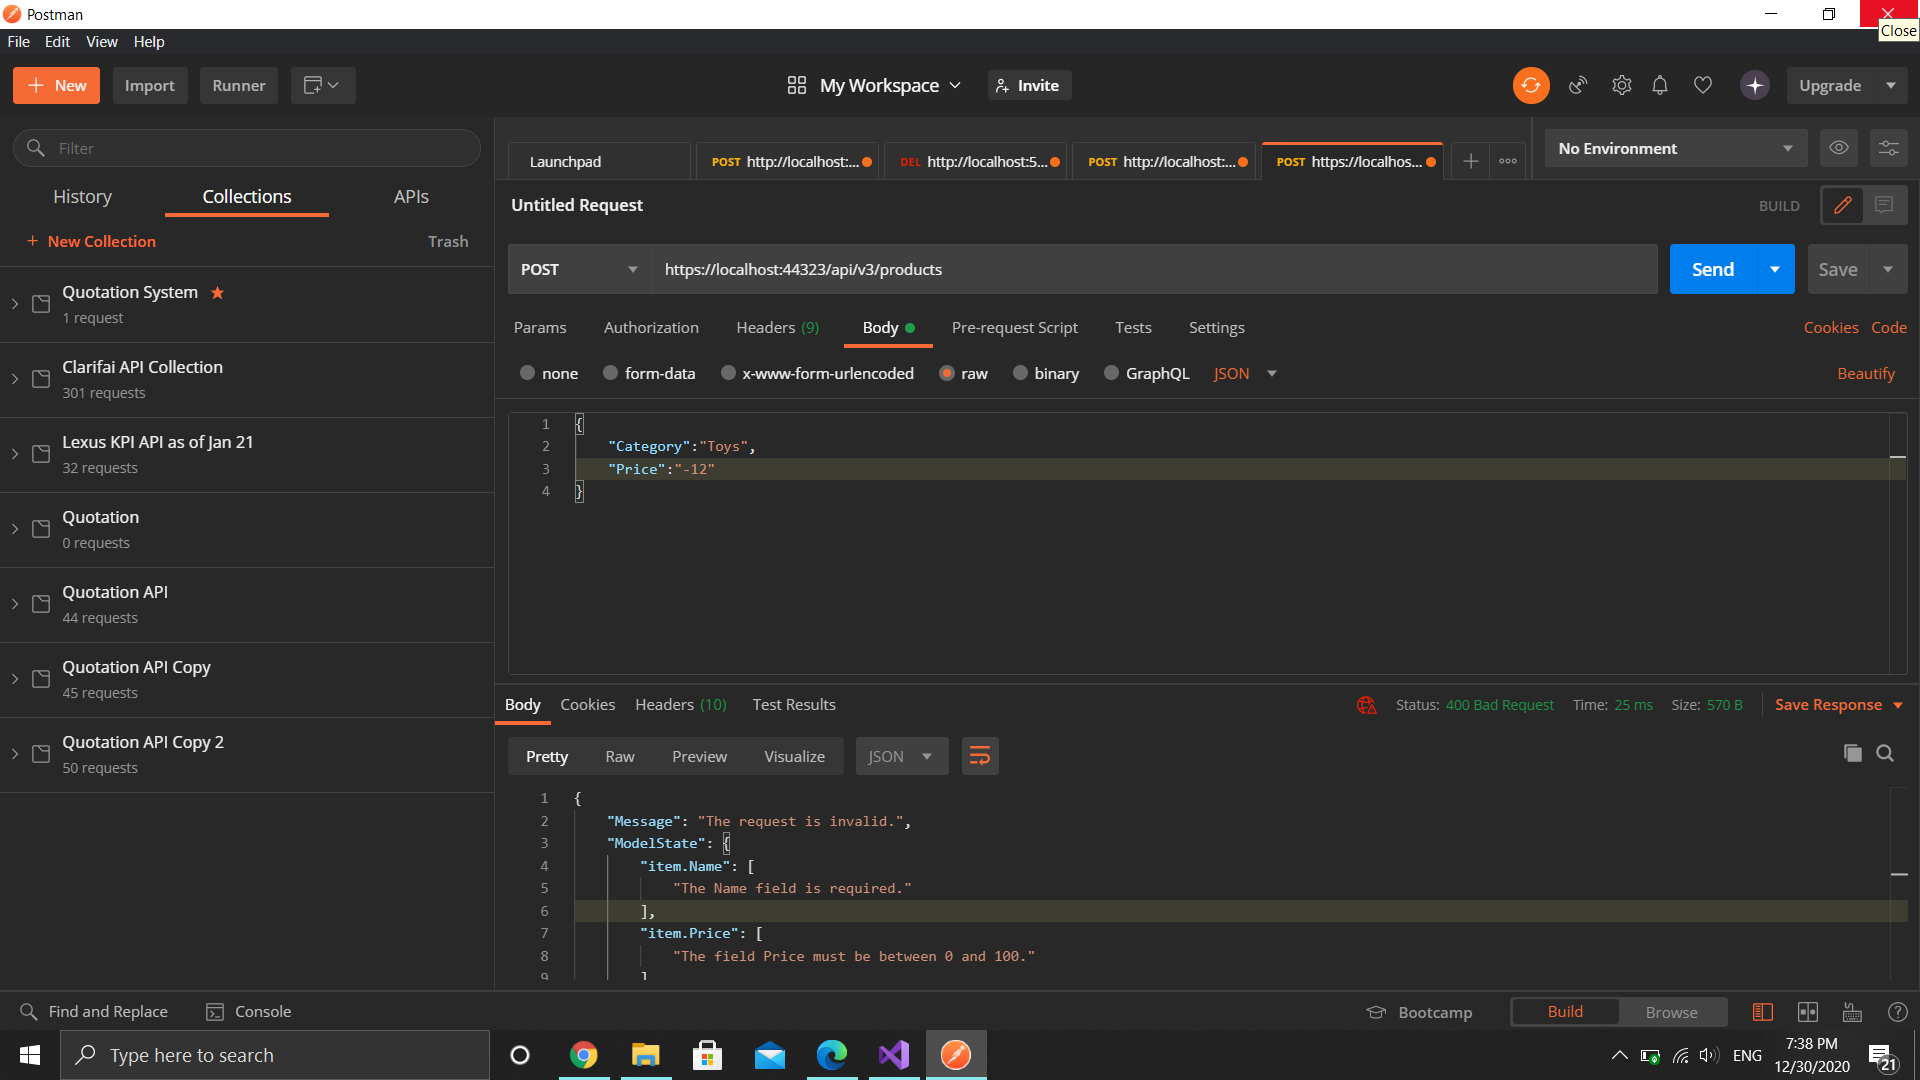 Postman
Close
File Edit View Help
New Import Runner My Workspace Invite Upgrade
Filter
Launchpad POST http://localhost:... DEL http://localhost:5... POST http://localhost:... POST https://localhos... No Environment
History Collections APIs
Untitled Request BUILD
New Collection Trash
POST https://localhost:44323/api/v3/products Send Save
Quotation System
1 request
Params Authorization Headers (9) Body Pre-request Script Tests Settings Cookies Code
none form-data x-www-form-urlencoded raw binary GraphQL JSON Beautify
Clarifai API Collection
301 requests
Lexus KPI API as of Jan 21
32 requests
Quotation
0 requests
Quotation API
44 requests
Quotation API Copy
45 requests
Quotation API Copy 2
50 requests
1 {
2 "Category":"Toys",
3 "Price":"-12"
4 }
Body Cookies Headers (10) Test Results Status: 400 Bad Request Time: 25 ms Size: 570 B Save Response
Pretty Raw Preview Visualize JSON
1 {
2 "Message": "The request is invalid.",
3 "ModelState": {
4 "item.Name": [
5 "The Name field is required."
6 ],
7 "item.Price": [
8 "The field Price must be between 0 and 100."
9 ]
Find and Replace Console Bootcamp Build Browse
Type here to search ENG 7:38 PM
12/30/2020 21